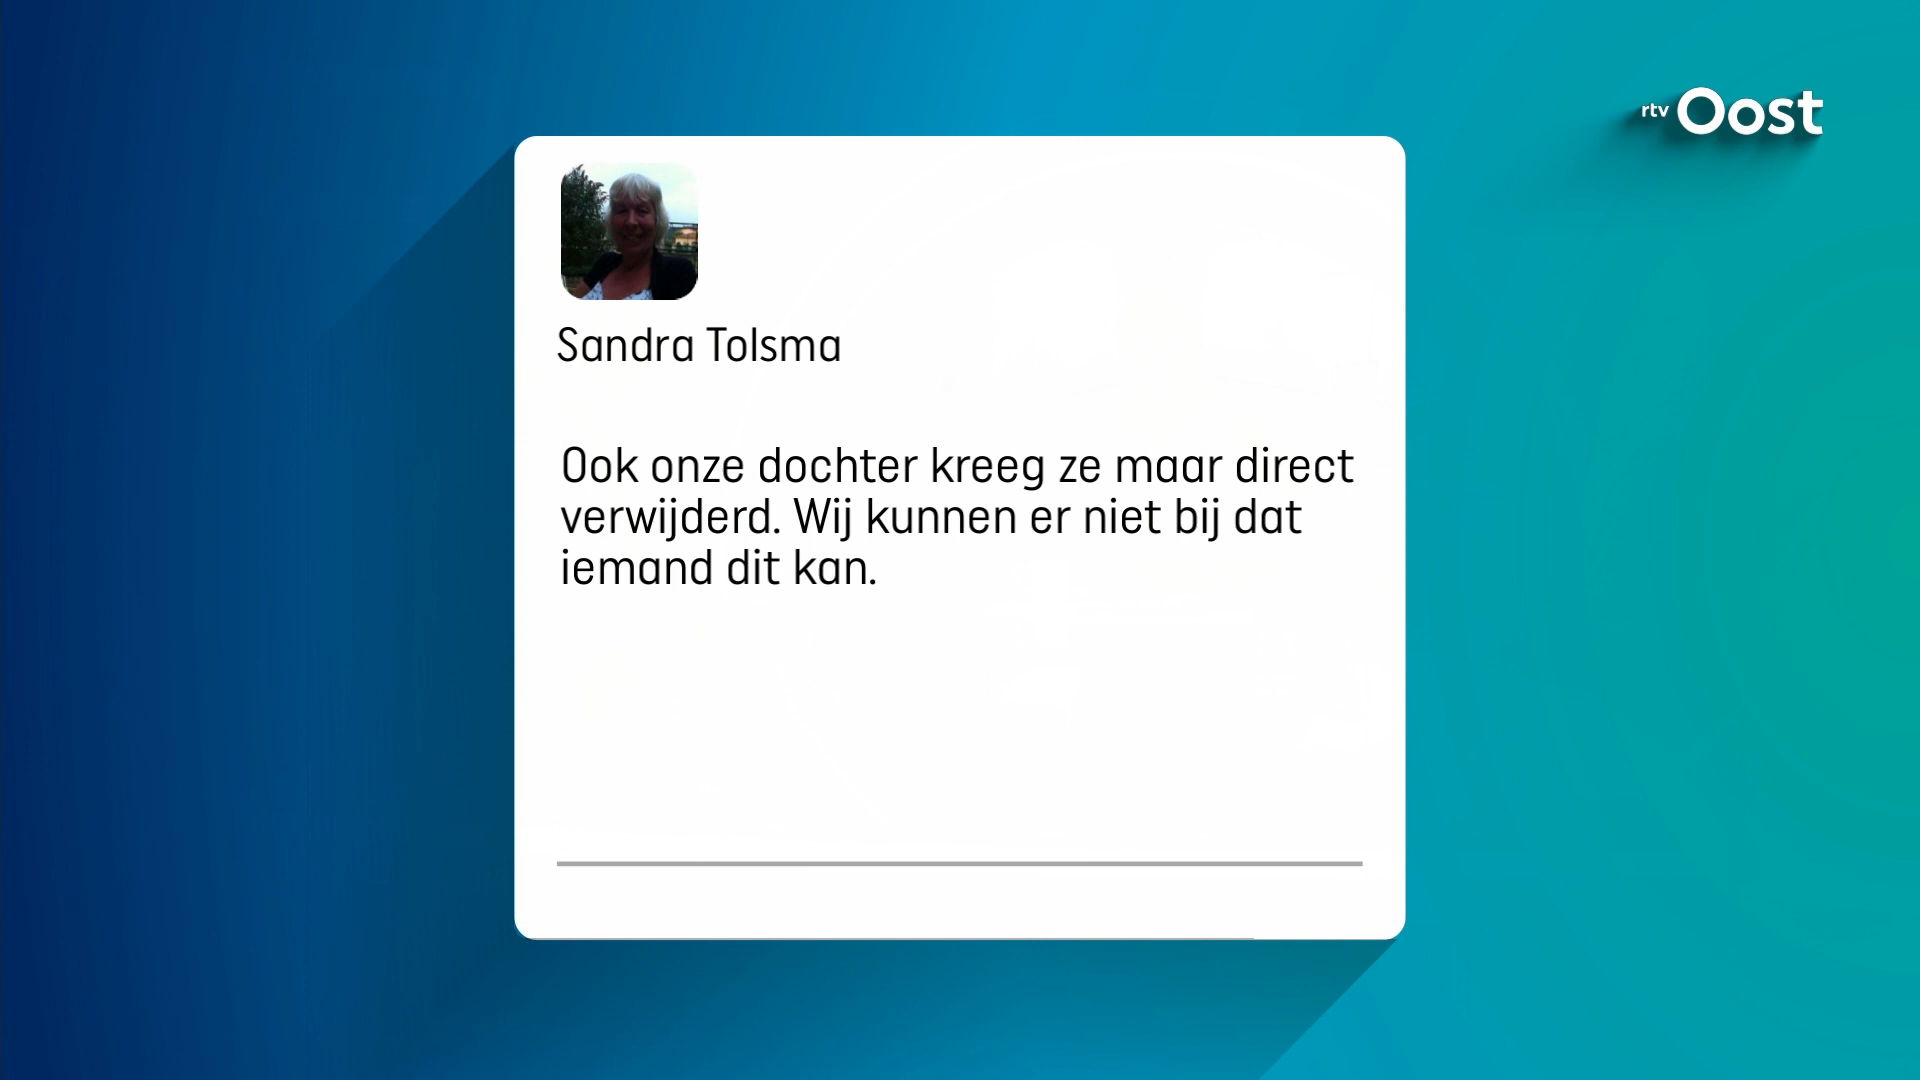 rtv Oost
Sandra Tolsma
Ook onze dochter kreeg ze maar direct
verwijderd. Wij kunnen er niet bij dat
iemand dit kan.